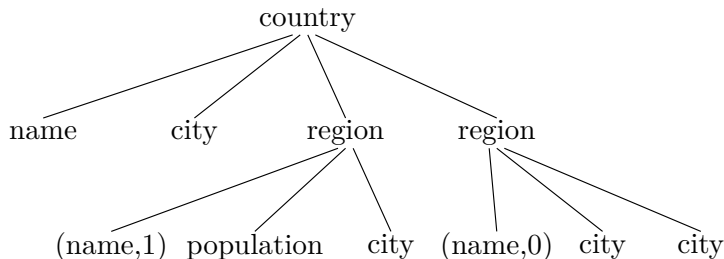 country
name city region region
(name,1) population city (name,0) city city